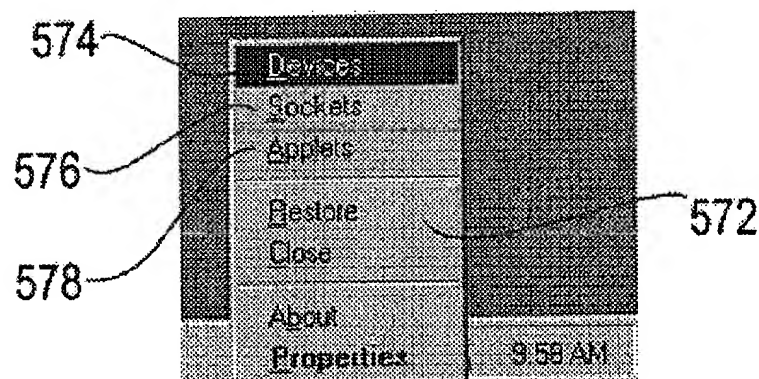 574
Devices
576
Sockets
Applets
578
Restore
572
Close
About
Properties
9:58 AM